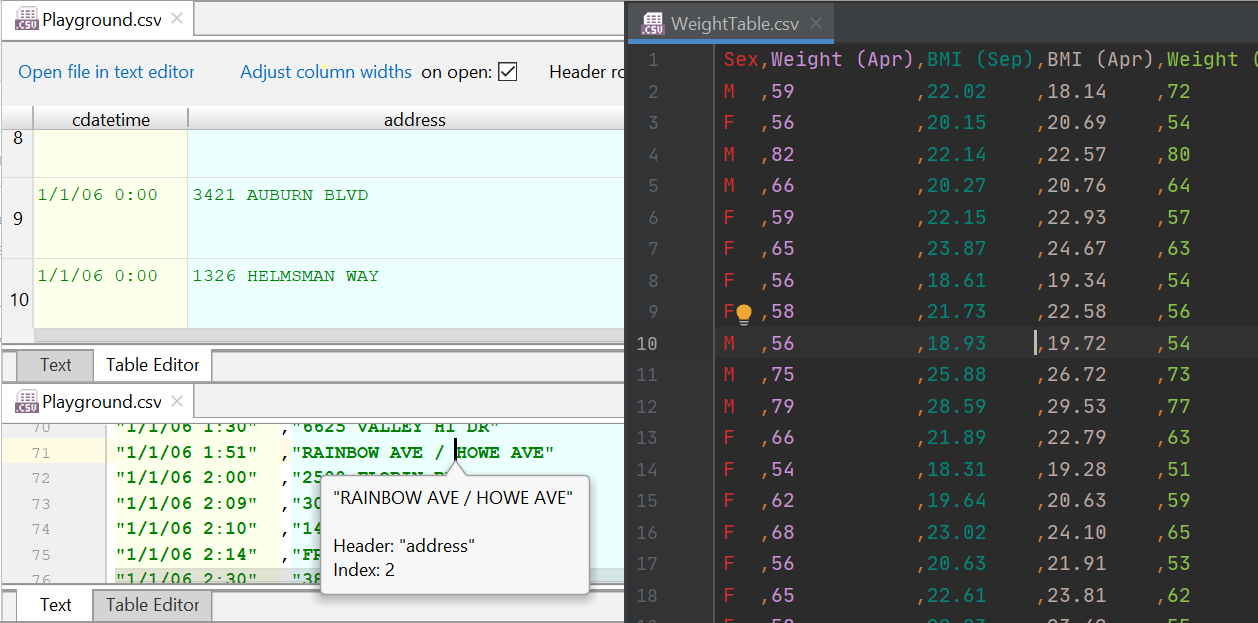 Playground.csv
Open file in text editor Adjust column widths on open: Header ro
cdatetime address
8
9 1/1/06 0:00 3421 AUBURN BLVD
10 1/1/06 0:00 1326 HELMSMAN WAY
Text Table Editor
Playground.csv
70 "1/1/06 1:30" ,"6625 VALLEY HI DR"
71 "1/1/06 1:51" ,"RAINBOW AVE / HOWE AVE"
72 "1/1/06 2:00" ,"2500 FLORIN
73 "1/1/06 2:09" ,"30
74 "1/1/06 2:10" ,"14
75 "1/1/06 2:14" ,"FR
76 "1/1/06 2:30" ,"38
"RAINBOW AVE / HOWE AVE"
Header: "address"
Index: 2
Text Table Editor
WeightTable.csv
1 Sex,Weight (Apr),BMI (Sep),BMI (Apr),Weight (
2 M ,59 ,22.02 ,18.14 ,72
3 F ,56 ,20.15 ,20.69 ,54
4 M ,82 ,22.14 ,22.57 ,80
5 M ,66 ,20.27 ,20.76 ,64
6 F ,59 ,22.15 ,22.93 ,57
7 F ,65 ,23.87 ,24.67 ,63
8 F ,56 ,18.61 ,19.34 ,54
9 F ,58 ,21.73 ,22.58 ,56
10 M ,56 ,18.93 ,19.72 ,54
11 M ,75 ,25.88 ,26.72 ,73
12 M ,79 ,28.59 ,29.53 ,77
13 F ,66 ,21.89 ,22.79 ,63
14 F ,54 ,18.31 ,19.28 ,51
15 F ,62 ,19.64 ,20.63 ,59
16 F ,68 ,23.02 ,24.10 ,65
17 F ,56 ,20.63 ,21.91 ,53
18 F ,65 ,22.61 ,23.81 ,62